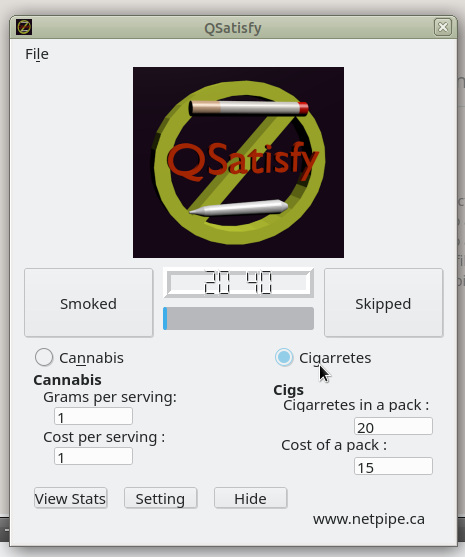 QSatisfy
File
QSatisfy
20 40
Smoked
Skipped
Cannabis
Cigarretes
Cannabis
Grams per serving:
1
Cost per serving :
1
Cigs
Cigarretes in a pack :
20
Cost of a pack :
15
View Stats
Setting
Hide
www.netpipe.ca